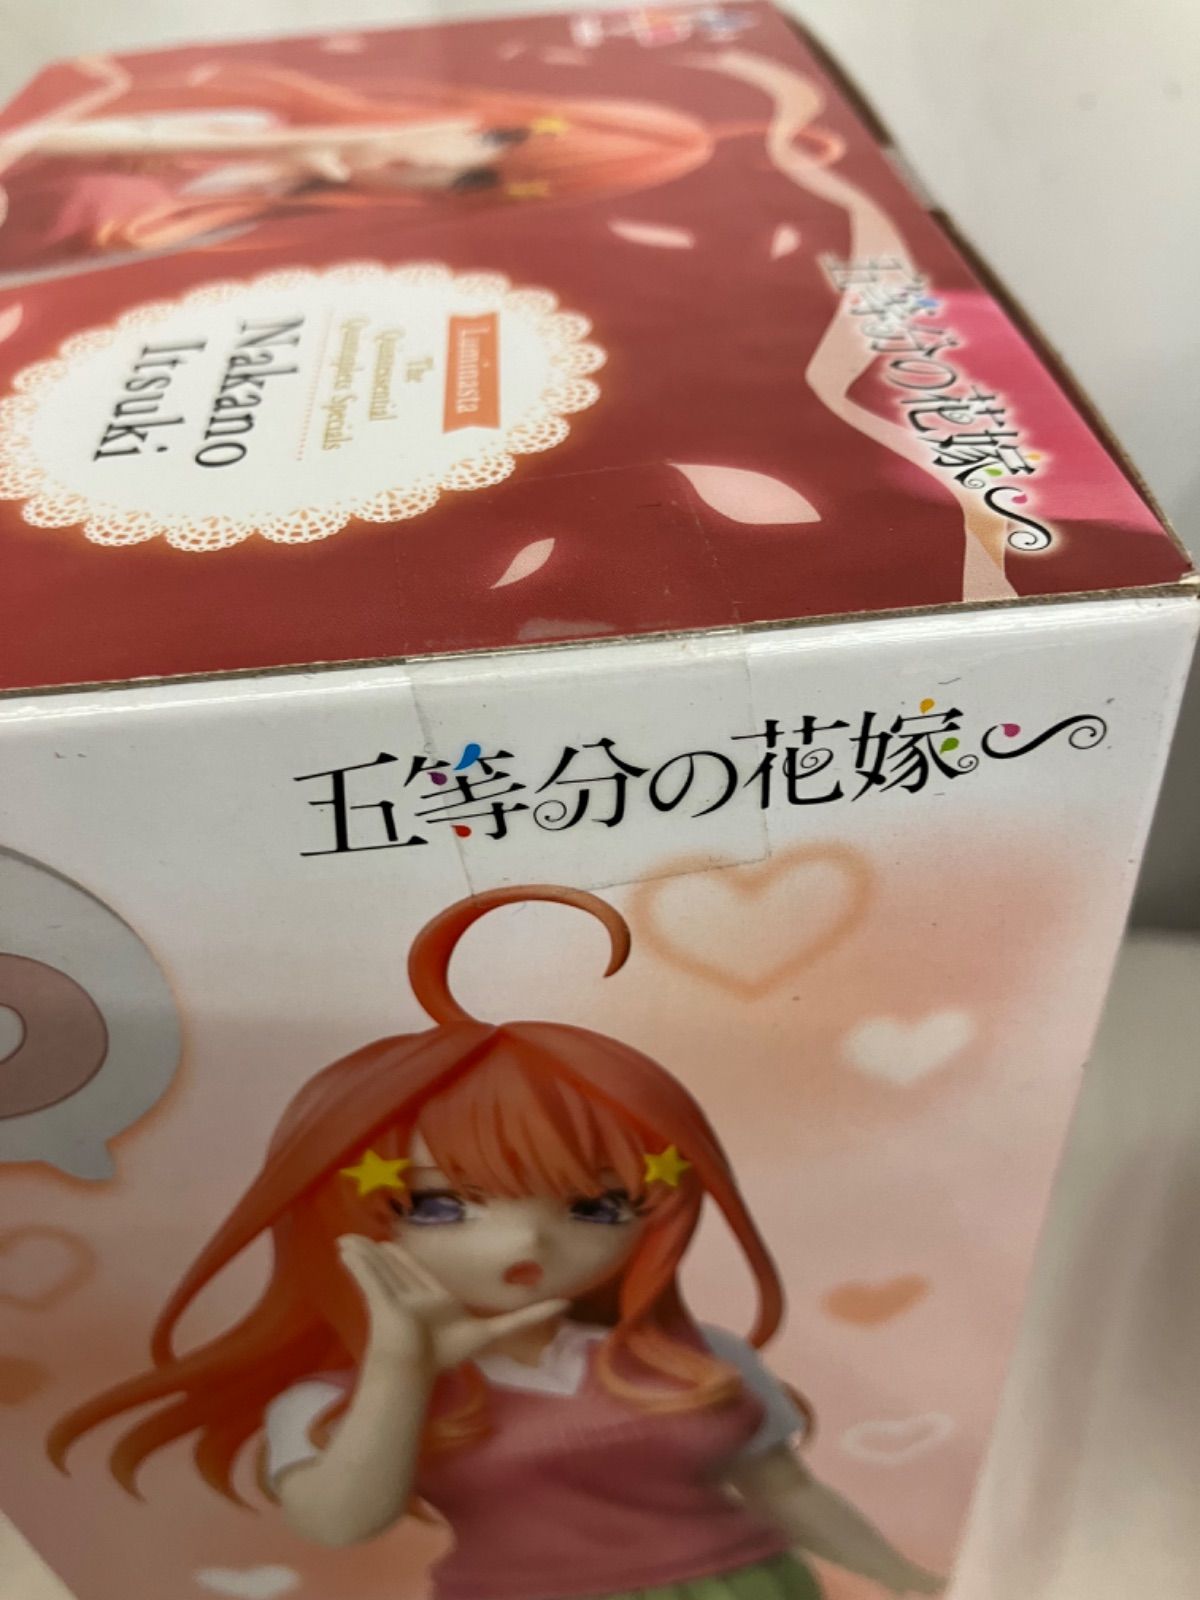 五等分の花嫁～
Luminasta
The
Quintessential
Quintuplets Specials
Nakano
Itsuki
五等分の花嫁～